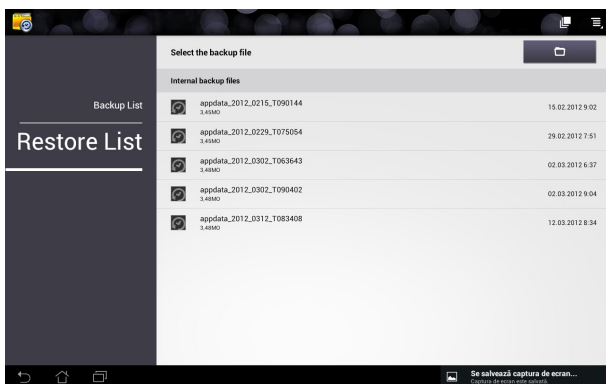 Select the backup file
Internal backup files
Backup List
Restore List
appdata_2012_0215_T090144
3,45MO
15.02.2012 9:02
appdata_2012_0229_T075054
3,45MO
29.02.2012 7:51
appdata_2012_0302_T063643
3,48MO
02.03.2012 6:37
appdata_2012_0302_T090402
3,48MO
02.03.2012 9:04
appdata_2012_0312_T083408
3,48MO
12.03.2012 8:34
Se salvează captura de ecran...
Captura de ecran este salvată.